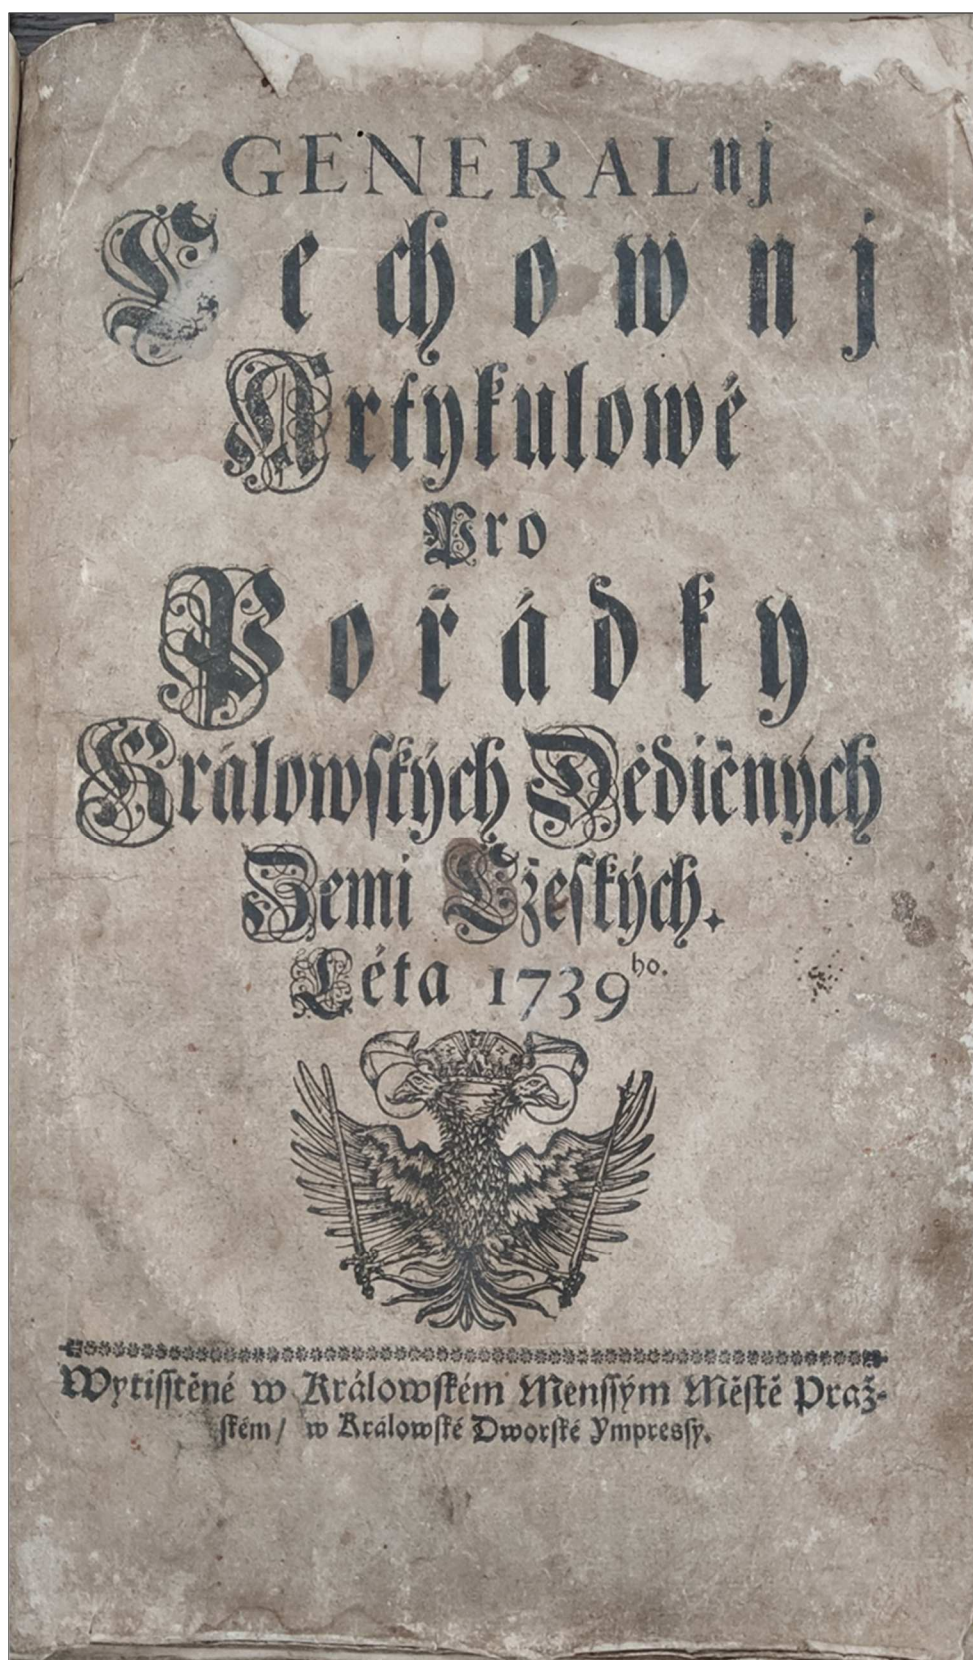 GENERALnj
Cechownj
Artykulowé
Pro
Pořádky
Králowských Dědičných
Zemi Cžeských.
Léta 1739ho.
Wytisstěné w Králowském Menssým Městě Praž-
ském/ w Králowské Dworské Ympressy.